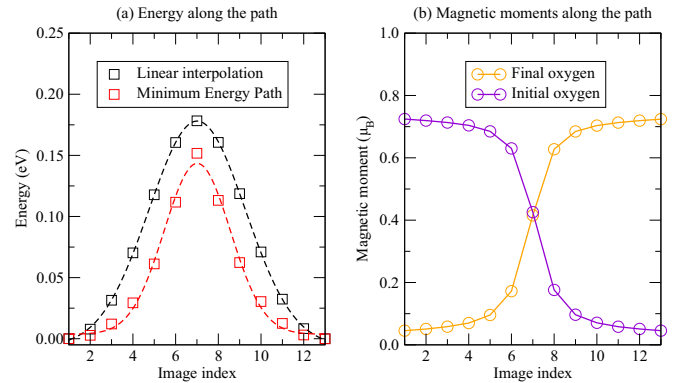 (a) Energy along the path
(b) Magnetic moments along the path
0.25
0.20
0.15
0.10
0.05
0.00
Energy (eV)
Linear interpolation
Minimum Energy Path
2 4 6 8 10 12
Image index
1.0
0.8
0.6
0.4
0.2
0.0
Magnetic moment (μB)
Final oxygen
Initial oxygen
2 4 6 8 10 12
Image index